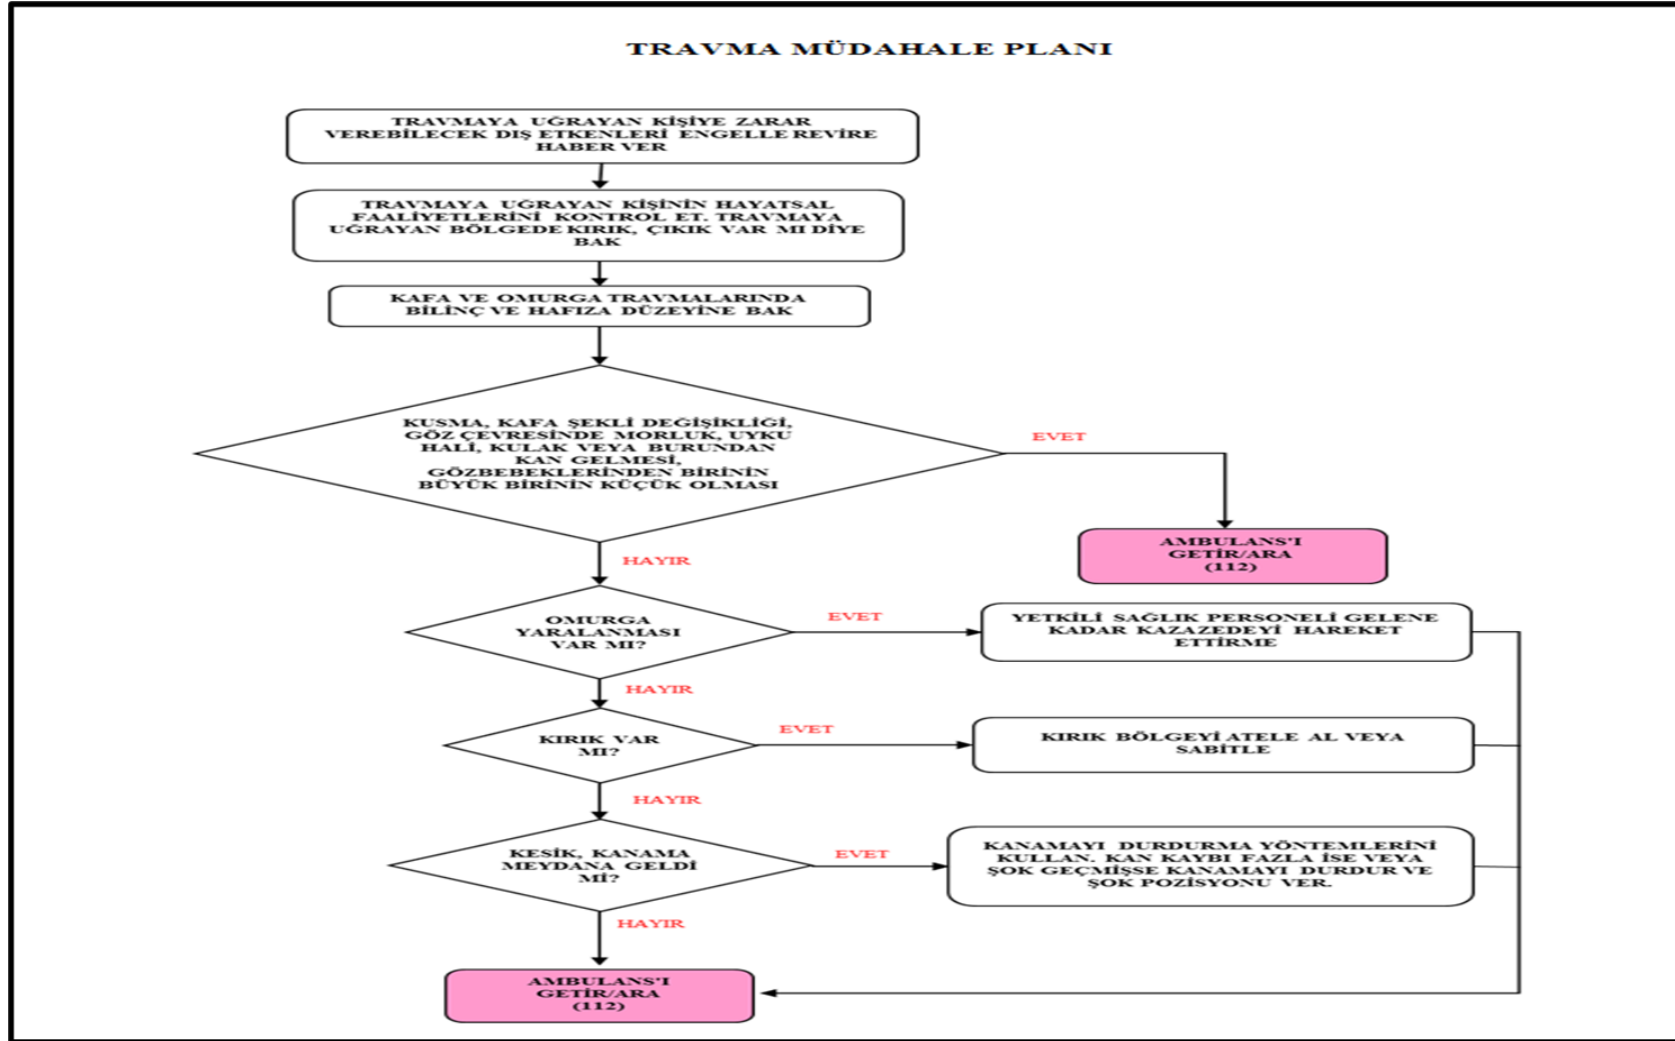 TRAVMA MÜDAHALE PLANI
TRAVMAYA UĞRAYAN KİŞİYE ZARAR
VEREBİLECEK DIŞ ETKENLERİ ENGELLE REVİRE
HABER VER
TRAVMAYA UĞRAYAN KİŞİNİN HAYATSAL
FAALİYETLERİNİ KONTROL ET. TRAVMAYA
UĞRAYAN BÖLGEDE KIRIK, ÇIKIK VAR MI DİYE
BAK
KAFA VE OMURGA TRAVMALARINDA
BİLİNÇ VE HAFIZA DÜZEYİNE BAK
KUSMA, KAFA ŞEKLİ DEĞİŞİKLİĞİ,
GÖZ ÇEVRESİNDE MORLUK, UYKU
HALİ, KULAK VEYA BURUNDAN
KAN GELMESİ,
GÖZBEBEKLERİNDEN BİRİNİN
BÜYÜK BİRİNİN KÜÇÜK OLMASI
EVET
AMBULANS'I
GETİR/ARA
(112)
HAYIR
OMURGA
YARALANMASI
VAR MI?
EVET
YETKİLİ SAĞLIK PERSONELİ GELENE
KADAR KAZAZEDEYİ HAREKET
ETTİRME
HAYIR
KIRIK VAR
MI?
EVET
KIRIK BÖLGEYİ ATELE AL VEYA
SABİTLE
HAYIR
KESİK, KANAMA
MEYDANA GELDİ
Mİ?
EVET
KANAMAYI DURDURMA YÖNTEMLERİNİ
KULLAN. KAN KAYBI FAZLA İSE VEYA
ŞOK GEÇMİŞSE KANAMAYI DURDUR VE
ŞOK POZİSYONU VER.
HAYIR
AMBULANS'I
GETİR/ARA
(112)